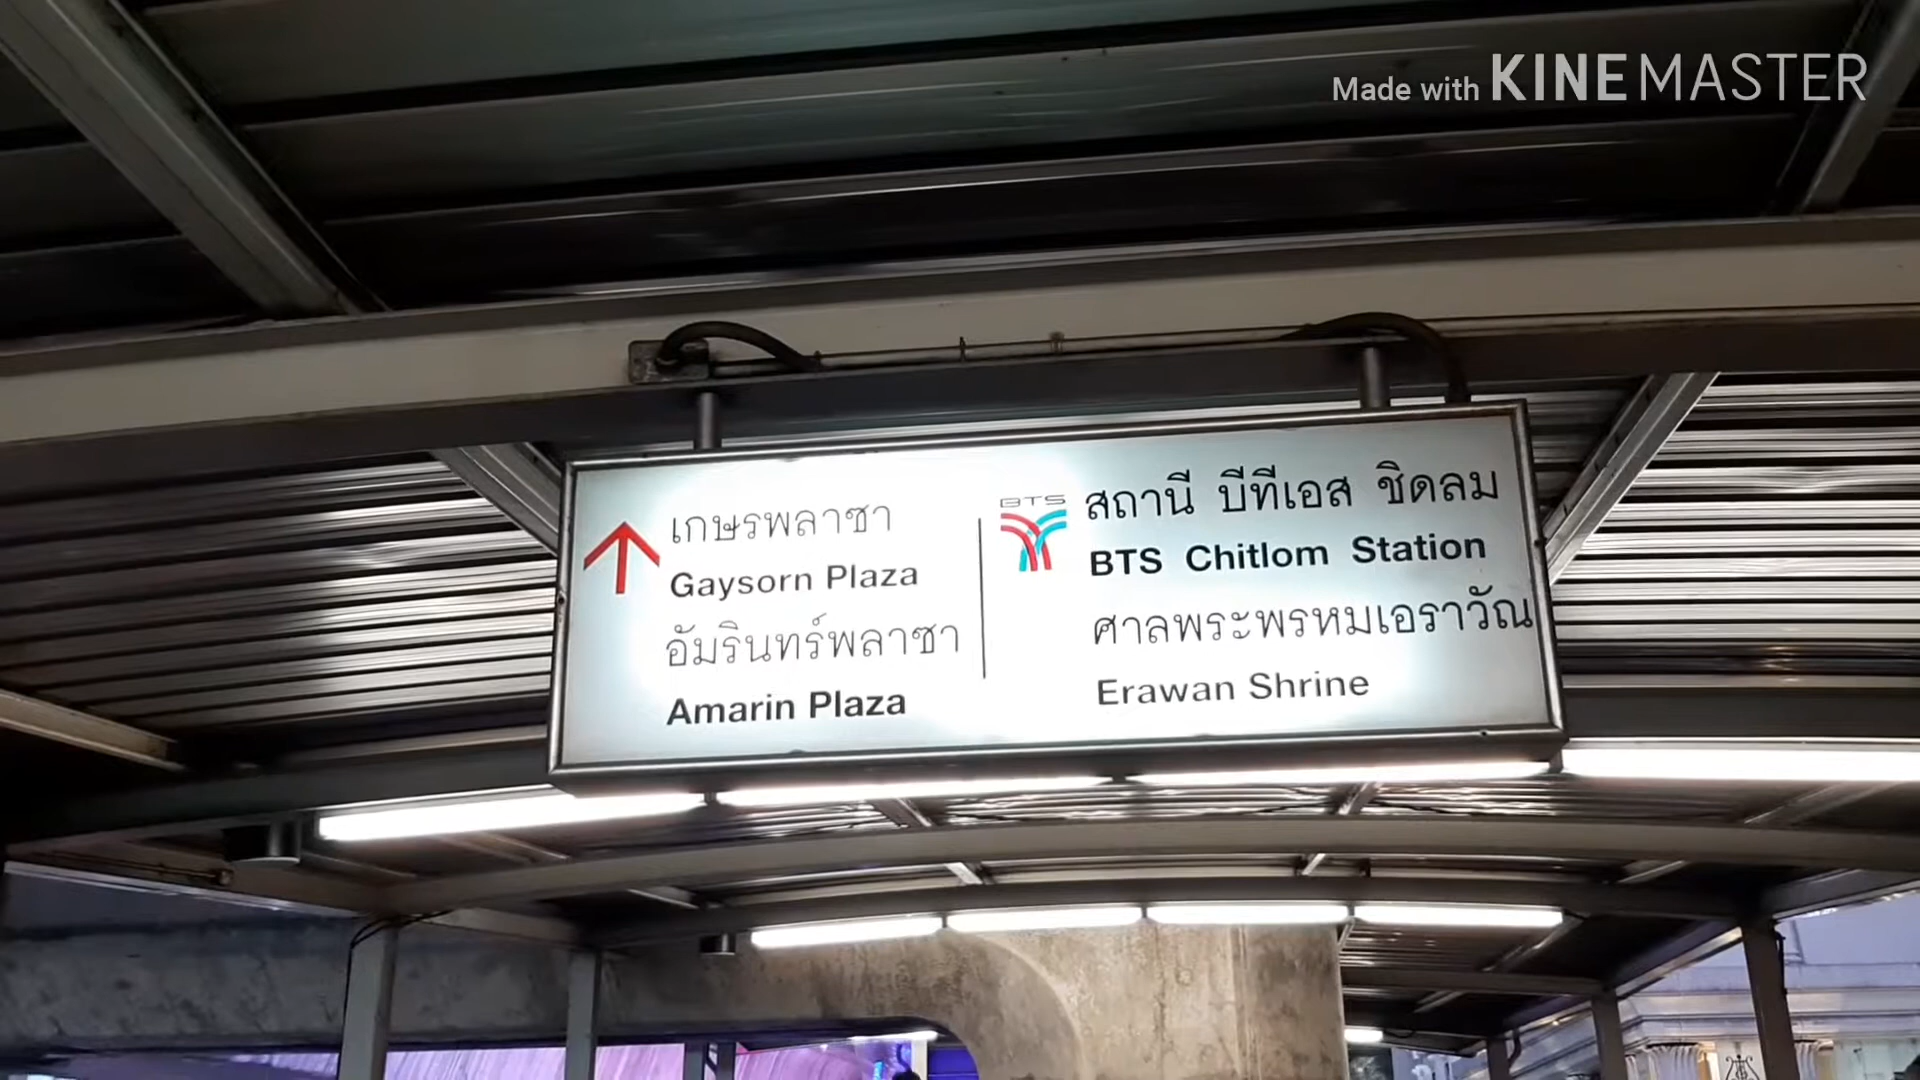 Made with KINEMASTER
เกษรพลาซา
Gaysorn Plaza
อัมรินทร์พลาซา
Amarin Plaza
BTS
สถานี บีทีเอส ชิดลม
BTS Chitlom Station
ศาลพระพรหมเอราวัณ
Erawan Shrine